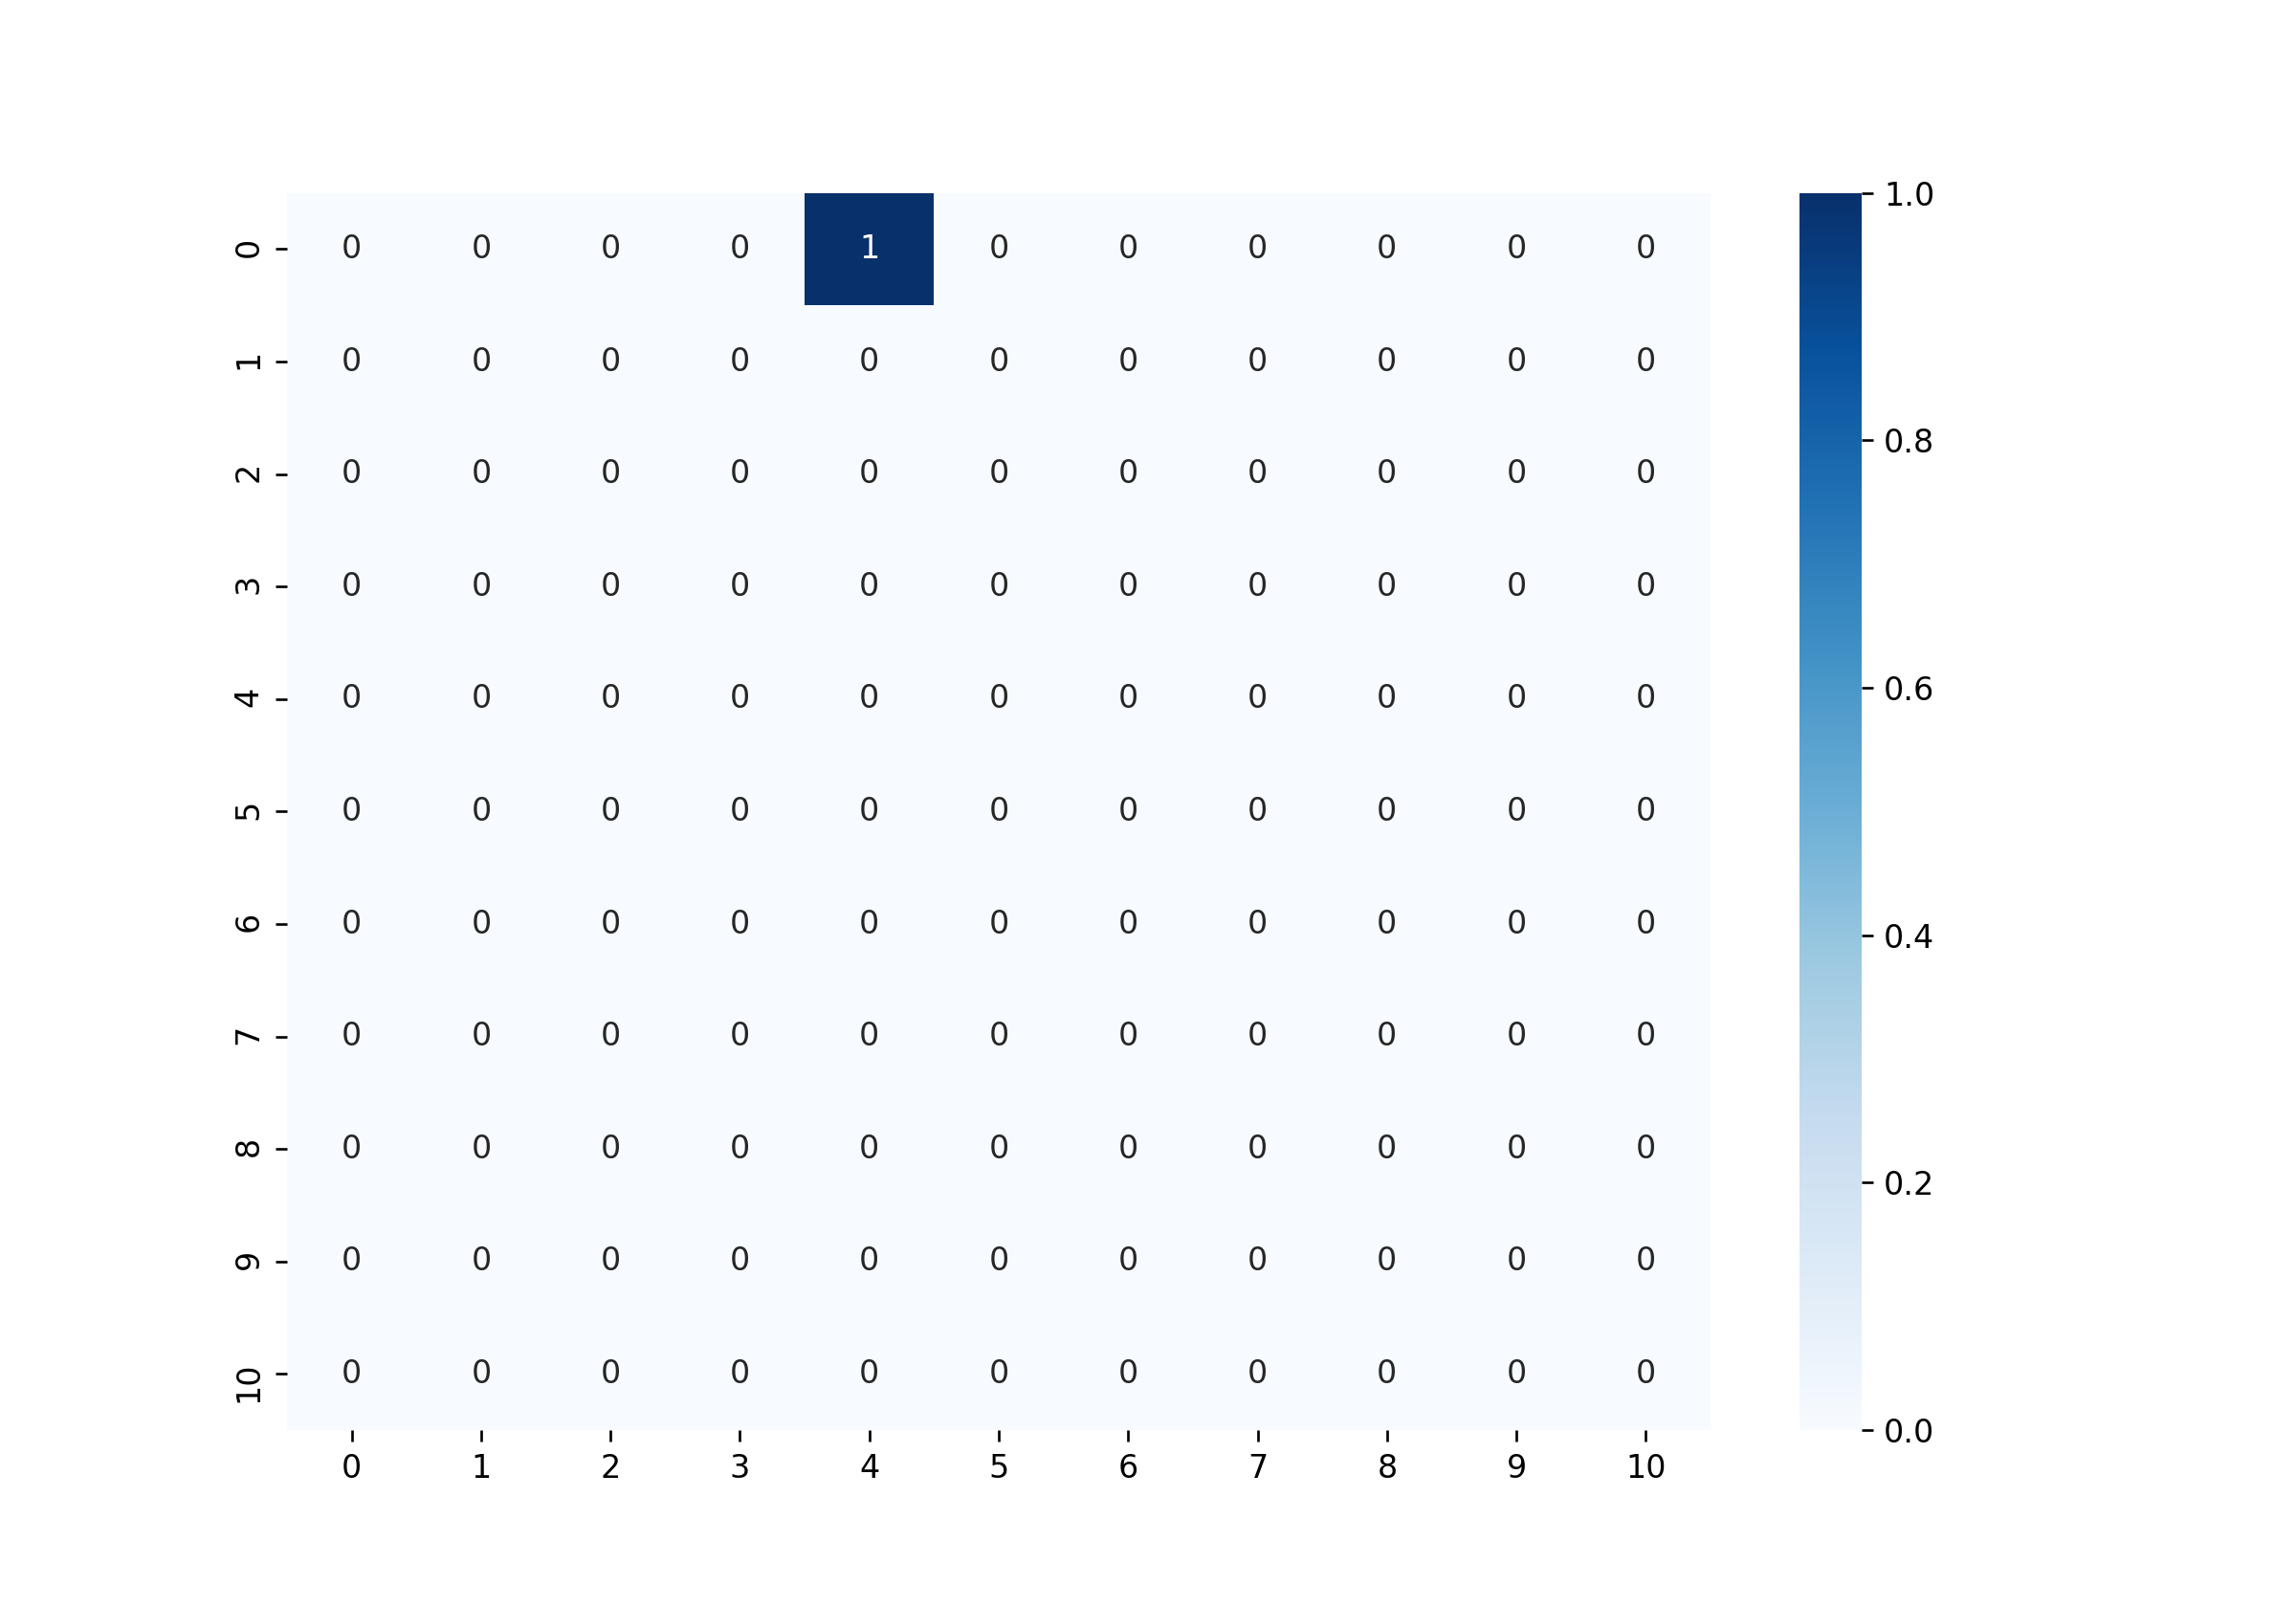 1.0
0 0 0 0 0 1 0 0 0 0 0 0
1 0 0 0 0 0 0 0 0 0 0 0
0.8
2 0 0 0 0 0 0 0 0 0 0 0
3 0 0 0 0 0 0 0 0 0 0 0
0.6
4 0 0 0 0 0 0 0 0 0 0 0
5 0 0 0 0 0 0 0 0 0 0 0
6 0 0 0 0 0 0 0 0 0 0 0
0.4
7 0 0 0 0 0 0 0 0 0 0 0
8 0 0 0 0 0 0 0 0 0 0 0
0.2
9 0 0 0 0 0 0 0 0 0 0 0
10 0 0 0 0 0 0 0 0 0 0 0
0.0
0 1 2 3 4 5 6 7 8 9 10